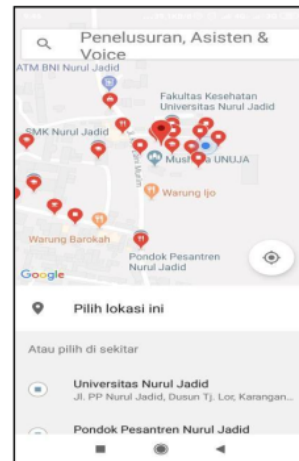 Penelusuran, Asisten &
Voice
ATM BNI Nurul Jadid
Fakultas Kesehatan
Universitas Nurul Jadid
SMK Nurul Jadid
UNUJA
Warung Ijo
Warung Barokah
Pondok Pesantren
Nurul Jadid
Google
Pilih lokasi ini
Atau pilih di sekitar
Universitas Nurul Jadid
Jl. PP Nurul Jadid, Dusun Tj. Lor, Karangan...
Pondok Pesantren Nurul Jadid